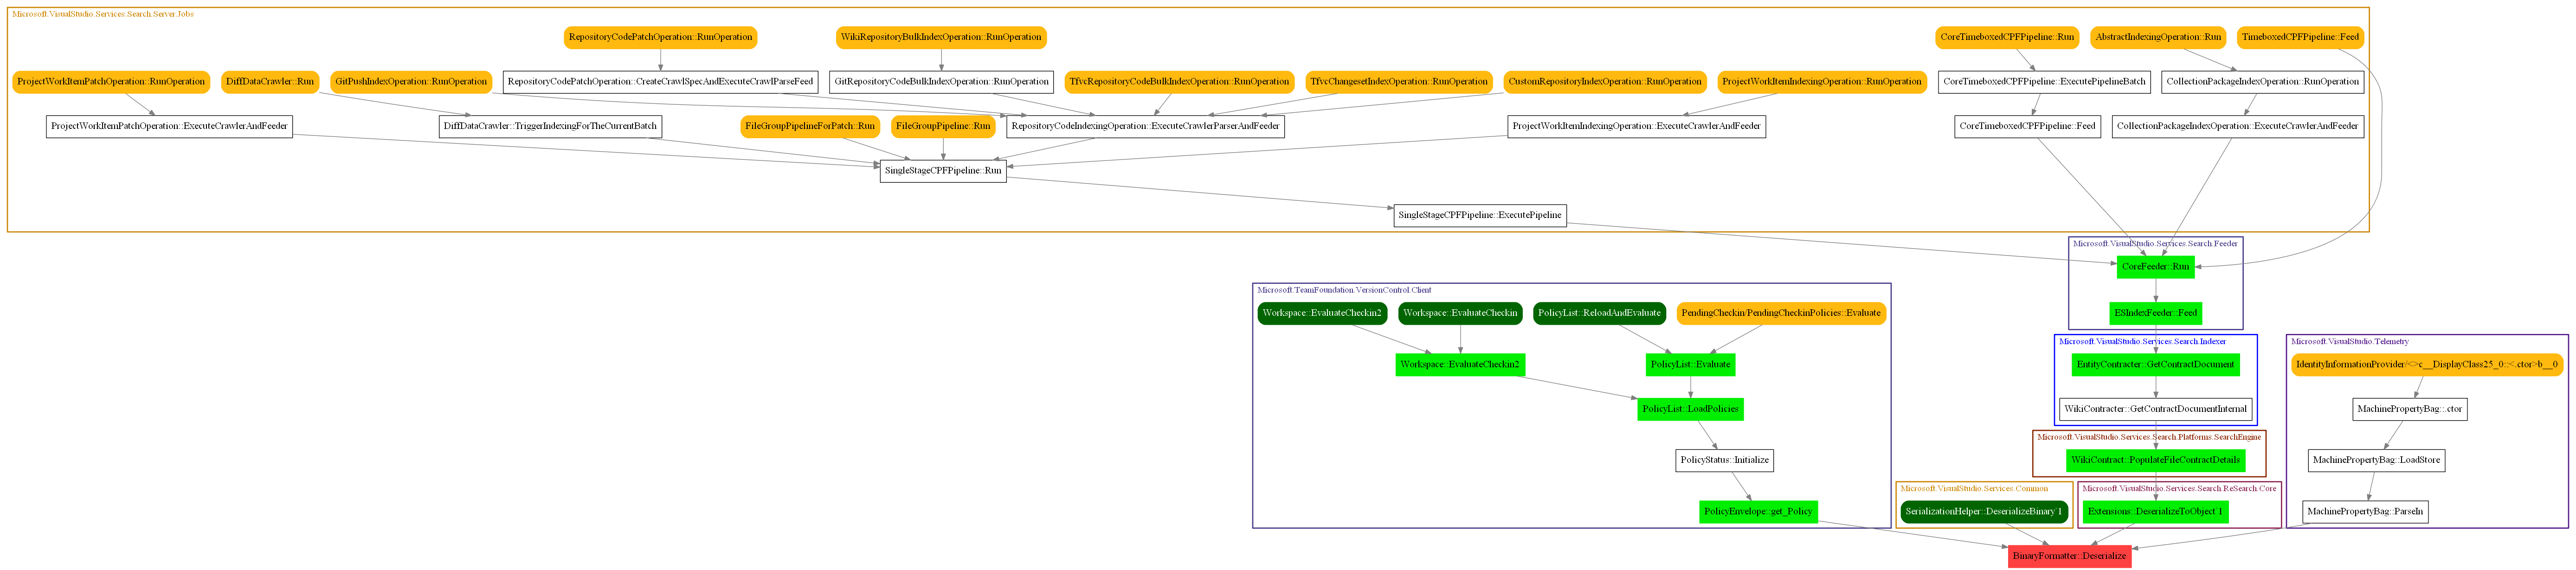 Microsoft.VisualStudio.Services.Search.Server.Jobs
RepositoryCodePatchOperation::RunOperation
WikiRepositoryBulkIndexOperation::RunOperation
CoreTimeboxedCPFPipeline::Run
AbstractIndexingOperation::Run
TimeboxedCPFPipeline::Feed
ProjectWorkItemPatchOperation::RunOperation
DiffDataCrawler::Run
GitPushIndexOperation::RunOperation
RepositoryCodePatchOperation::CreateCrawlSpecAndExecuteCrawlParseFeed
GitRepositoryCodeBulkIndexOperation::RunOperation
TfvcRepositoryCodeBulkIndexOperation::RunOperation
TfvcChangesetIndexOperation::RunOperation
CustomRepositoryIndexOperation::RunOperation
ProjectWorkItemIndexingOperation::RunOperation
CoreTimeboxedCPFPipeline::ExecutePipelineBatch
CollectionPackageIndexOperation::RunOperation
ProjectWorkItemPatchOperation::ExecuteCrawlerAndFeeder
DiffDataCrawler::TriggerIndexingForTheCurrentBatch
FileGroupPipelineForPatch::Run
FileGroupPipeline::Run
RepositoryCodeIndexingOperation::ExecuteCrawlerParserAndFeeder
ProjectWorkItemIndexingOperation::ExecuteCrawlerAndFeeder
CoreTimeboxedCPFPipeline::Feed
CollectionPackageIndexOperation::ExecuteCrawlerAndFeeder
SingleStageCPFPipeline::Run
SingleStageCPFPipeline::ExecutePipeline
Microsoft.VisualStudio.Services.Search.Feeder
CoreFeeder::Run
Microsoft.TeamFoundation.VersionControl.Client
Workspace::EvaluateCheckin2
Workspace::EvaluateCheckin
PolicyList::ReloadAndEvaluate
PendingCheckin/PendingCheckinPolicies::Evaluate
ESIndexFeeder::Feed
Microsoft.VisualStudio.Services.Search.Indexer
Microsoft.VisualStudio.Telemetry
Workspace::EvaluateCheckin2
PolicyList::Evaluate
EntityContracter::GetContractDocument
IdentityInformationProvider/<>c__DisplayClass25_0::<.ctor>b__0
PolicyList::LoadPolicies
WikiContracter::GetContractDocumentInternal
MachinePropertyBag::.ctor
Microsoft.VisualStudio.Services.Search.Platforms.SearchEngine
PolicyStatus::Initialize
WikiContract::PopulateFileContractDetails
MachinePropertyBag::LoadStore
Microsoft.VisualStudio.Services.Common
Microsoft.VisualStudio.Services.Search.ReSearch.Core
PolicyEnvelope::get_Policy
SerializationHelper::DeserializeBinary`1
Extensions::DeserializeToObject`1
MachinePropertyBag::ParseIn
BinaryFormatter::Deserialize